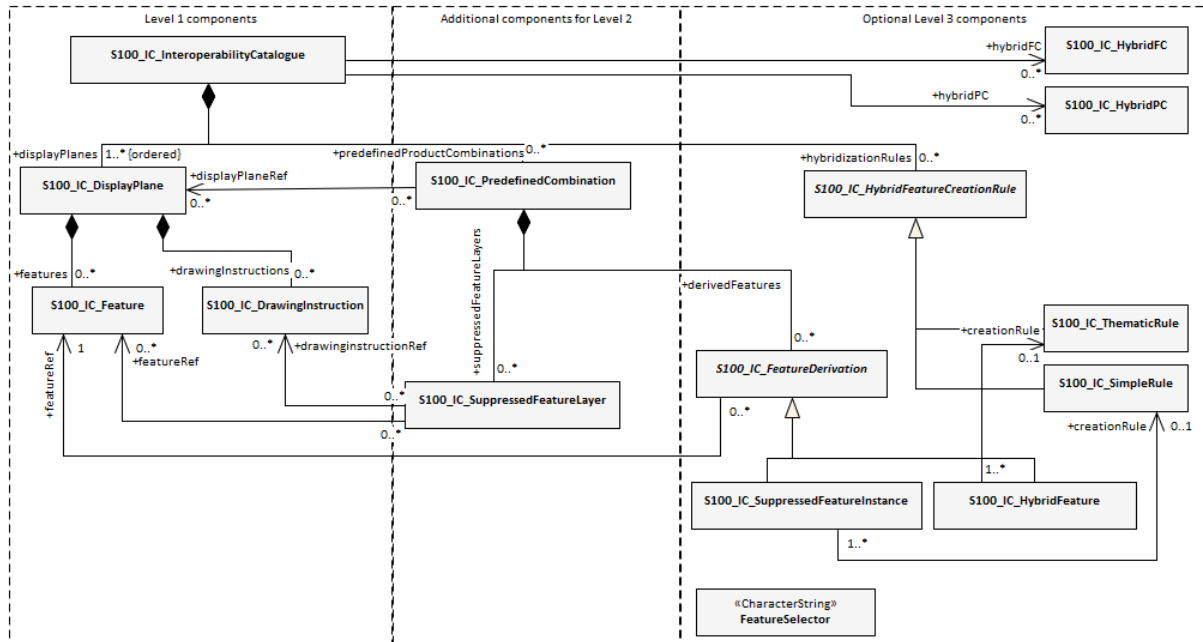 Level 1 components
Additional components for Level 2
Optional Level 3 components
S100_IC_InteroperabilityCatalogue
+hybridFC
0..*
S100_IC_HybridFC
+hybridPC
0..*
S100_IC_HybridPC
+displayPlanes
1..* {ordered}
+predefinedProductCombinations
0..*
+hybridizationRules
0..*
S100_IC_DisplayPlane
+displayPlaneRef
0..*
0..*
S100_IC_PredefinedCombination
S100_IC_HybridFeatureCreationRule
+features
0..*
+drawingInstructions
0..*
+suppressedFeatureLayers
0..*
+derivedFeatures
0..*
S100_IC_Feature
S100_IC_DrawingInstruction
1
+featureRef
0..*
+featureRef
0..*
+drawinginstructionRef
+creationRule
0..1
S100_IC_ThematicRule
S100_IC_FeatureDerivation
0..*
S100_IC_SimpleRule
0..*
S100_IC_SuppressedFeatureLayer
0..*
+creationRule
0..1
1..*
S100_IC_SuppressedFeatureInstance
S100_IC_HybridFeature
1..*
«CharacterString»
FeatureSelector